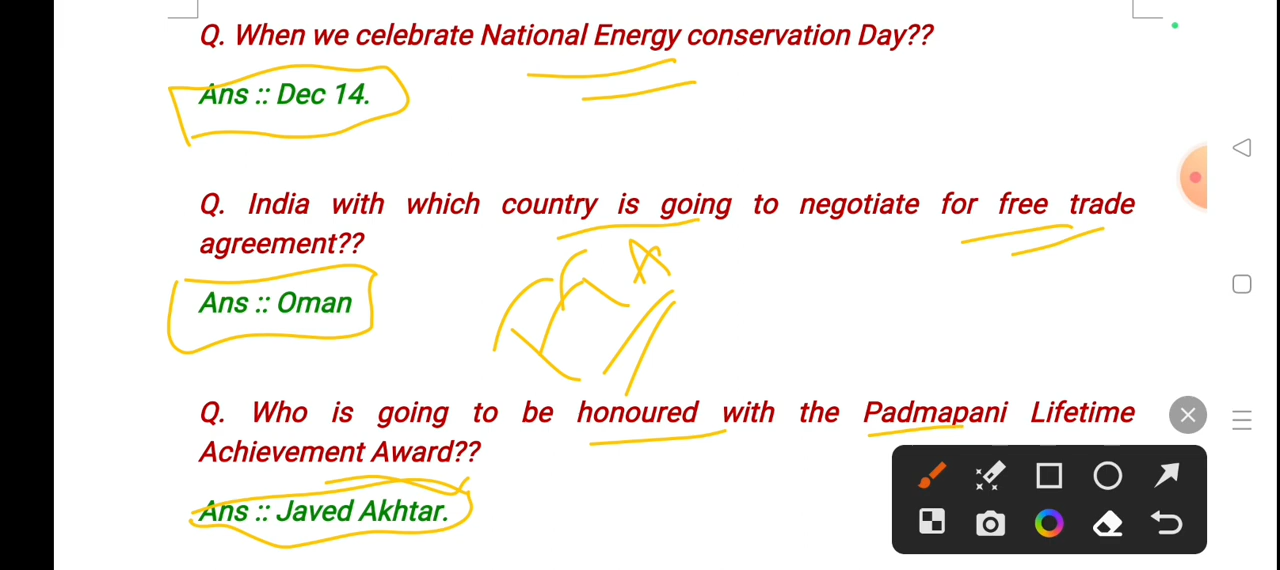 Q. When we celebrate National Energy conservation Day??
Ans :: Dec 14.
Q. India with which country is going to negotiate for free trade
agreement??
Ans :: Oman
Q. Who is going to be honoured with the Padmapani Lifetime
Achievement Award??
Ans :: Javed Akhtar.